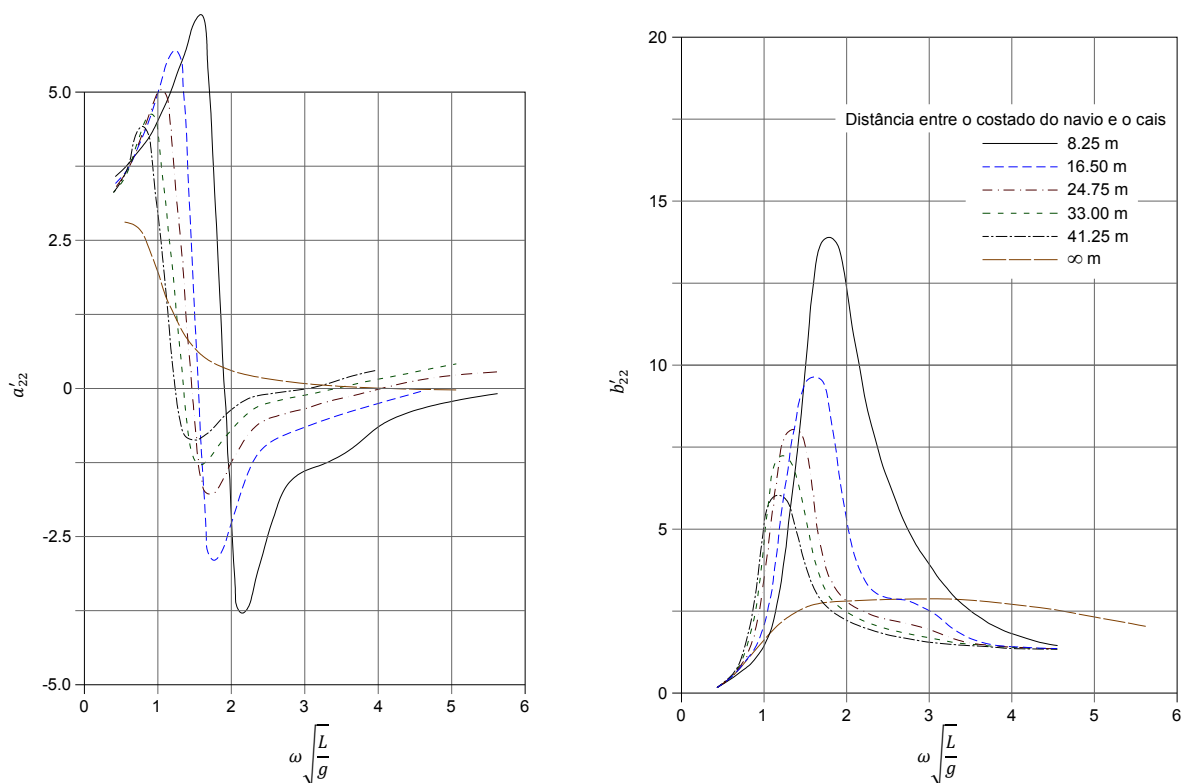 5.0
2.5
0
-2.5
-5.0
a′22
0 1 2 3 4 5 6
ω√L/g
20
15
10
5
0
b′22
0 1 2 3 4 5 6
ω√L/g
Distância entre o costado do navio e o cais
8.25 m
16.50 m
24.75 m
33.00 m
41.25 m
∞ m